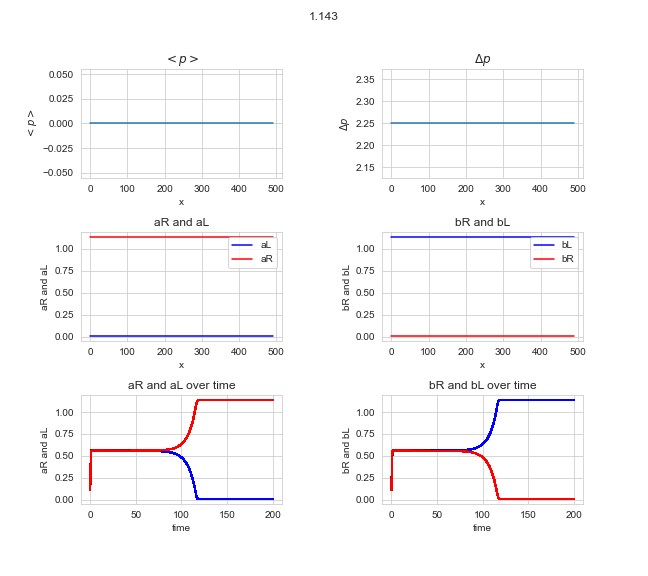 1.143
< p >
Δp
0.050
0.025
0.000
−0.025
−0.050
< p >
0 100 200 300 400 500
x
2.35
2.30
2.25
2.20
2.15
Δp
0 100 200 300 400 500
x
aR and aL
bR and bL
1.00
0.75
0.50
0.25
0.00
aR and aL
aL
aR
0 100 200 300 400 500
x
1.00
0.75
0.50
0.25
0.00
bR and bL
bL
bR
0 100 200 300 400 500
x
aR and aL over time
bR and bL over time
1.00
0.75
0.50
0.25
0.00
aR and aL
0 50 100 150 200
time
1.00
0.75
0.50
0.25
0.00
bR and bL
0 50 100 150 200
time